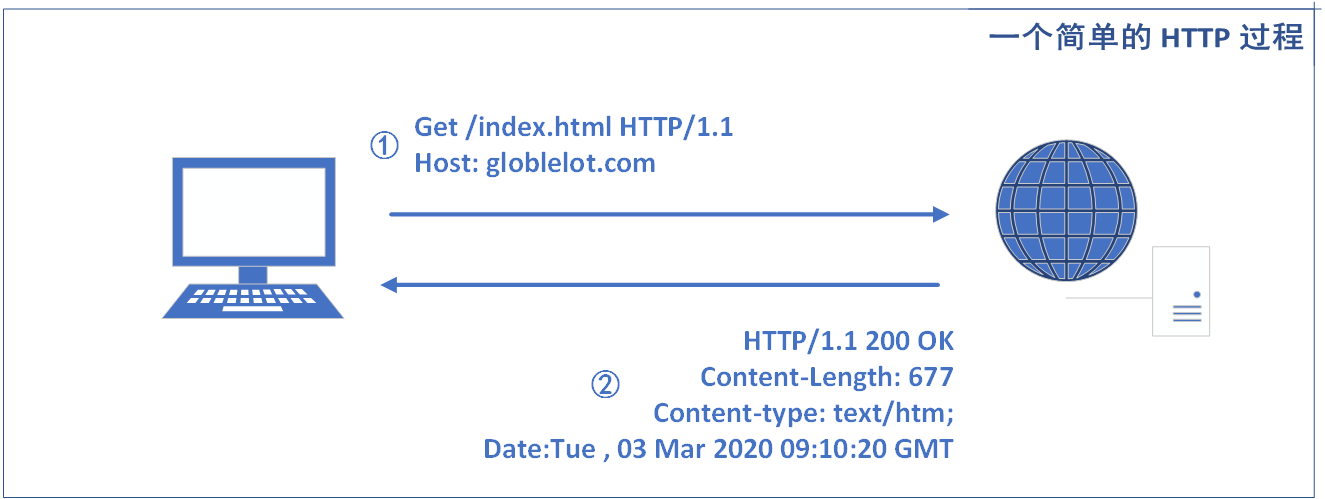 一个简单的 HTTP 过程
① Get /index.html HTTP/1.1
Host: globlelot.com
HTTP/1.1 200 OK
② Content-Length: 677
Content-type: text/htm;
Date:Tue , 03 Mar 2020 09:10:20 GMT